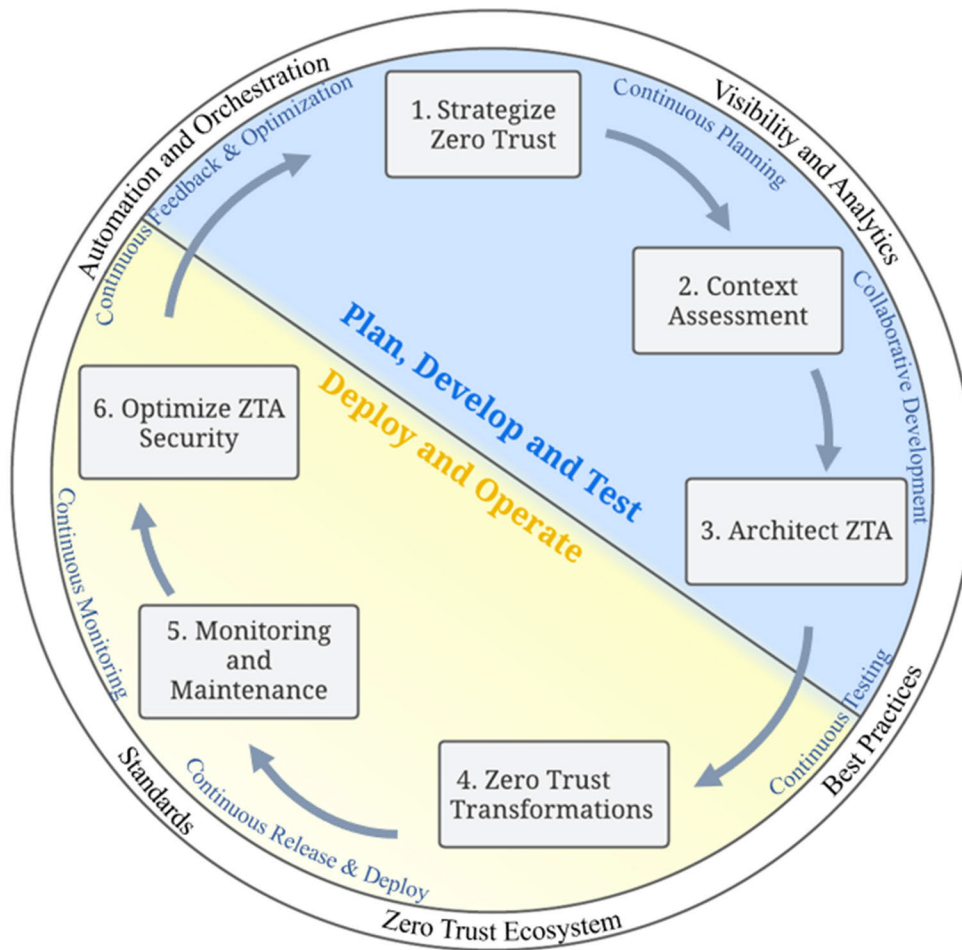 Automation and Orchestration
Visibility and Analytics
Continuous Feedback & Optimization
Continuous Planning
1. Strategize
Zero Trust
2. Context
Assessment
Collaborative Development
Plan, Develop and Test
Deploy and Operate
3. Architect ZTA
6. Optimize ZTA
Security
Continuous Monitoring
5. Monitoring
and
Maintenance
4. Zero Trust
Transformations
Continuous Testing
Best Practices
Continuous Release & Deploy
Standards
Zero Trust Ecosystem